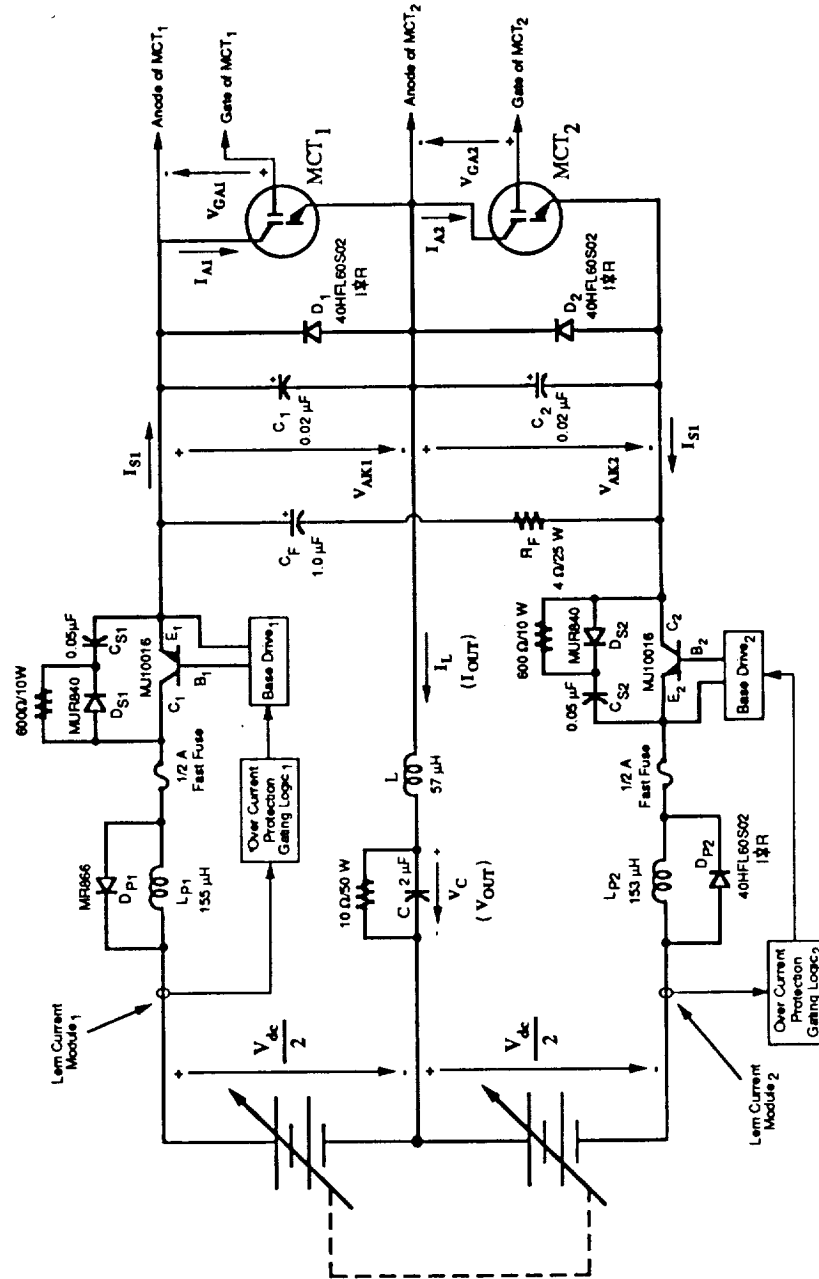 Anode of MCT1
Gate of MCT1
Anode of MCT2
Gate of MCT2
VGA1
- +
MCT1
IA1
VGA2
- +
MCT2
IA2
D1
40HFL60S02
I R
D2
40HFL60S02
I R
+
C1
0.02 µF
+
C2
0.02 µF
IS1
+ VAK1 -
+ VAK2 -
IS1
+
CF
1.0 µF
RF
4 Ω/25 W
600Ω/10W
MUR840
DS1
0.05µF
CS1
MJ10016
C1
E1
B1
Base Drive1
Over Current
Protection
Gating Logic 1
1/2 A
Fast Fuse
MR866
DP1
LP1
155 µH
Lem Current
Module1
IL
(IOUT)
L
57 µH
10 Ω/50 W
C
2 µF
- +
VC
(VOUT)
600 Ω/10 W
MUR840
DS2
0.05 µF
CS2
MJ10016
E2
C2
B2
Base Drive2
1/2 A
Fast Fuse
LP2
153 µH
DP2
40HFL60S02
I R
Over Current
Protection
Gating Logic2
Lem Current
Module2
+ Vdc/2 -
+ Vdc/2 -